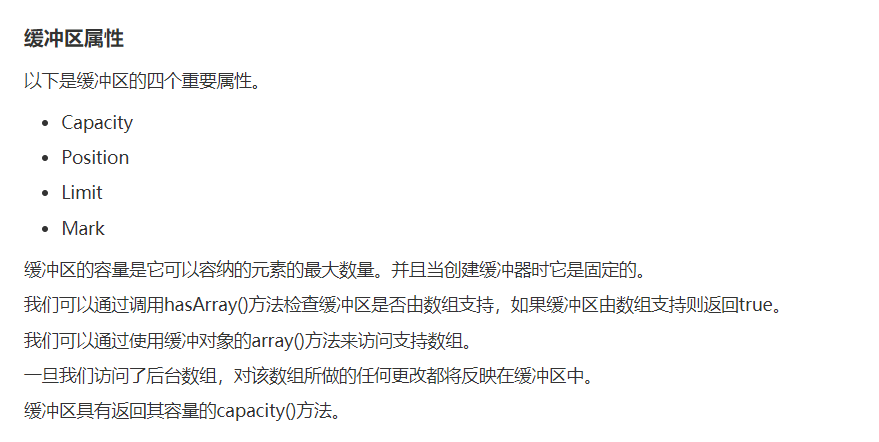 缓冲区属性
以下是缓冲区的四个重要属性。
• Capacity
• Position
• Limit
• Mark
缓冲区的容量是它可以容纳的元素的最大数量。并且当创建缓冲器时它是固定的。
我们可以通过调用hasArray()方法检查缓冲区是否由数组支持，如果缓冲区由数组支持则返回true。
我们可以通过使用缓冲对象的array()方法来访问支持数组。
一旦我们访问了后台数组，对该数组所做的任何更改都将反映在缓冲区中。
缓冲区具有返回其容量的capacity()方法。